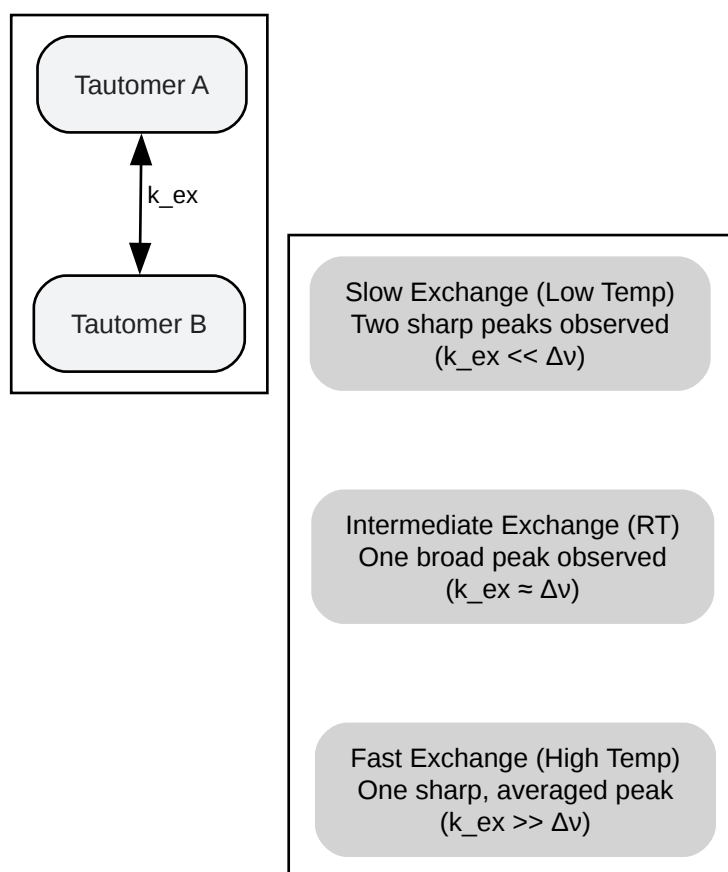 Tautomer A
k_ex
Tautomer B
Slow Exchange (Low Temp)
Two sharp peaks observed
(k_ex << Δν)
Intermediate Exchange (RT)
One broad peak observed
(k_ex ≈ Δν)
Fast Exchange (High Temp)
One sharp, averaged peak
(k_ex >> Δν)